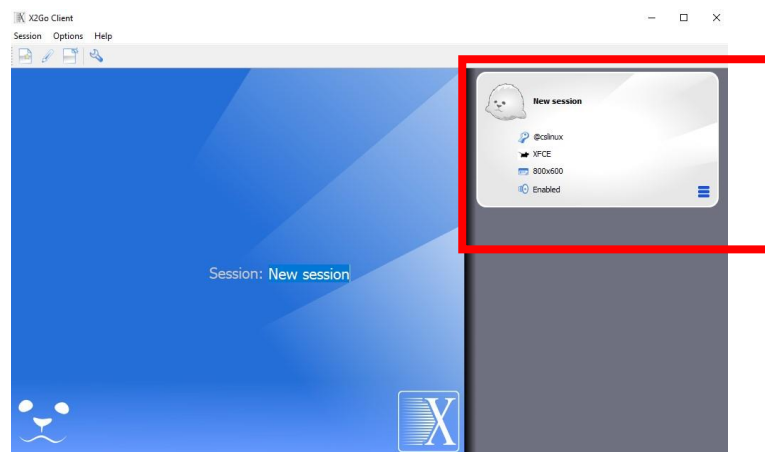 X2Go Client
Session Options Help
New session
@cslinux
XFCE
800x600
Enabled
Session: New session
X